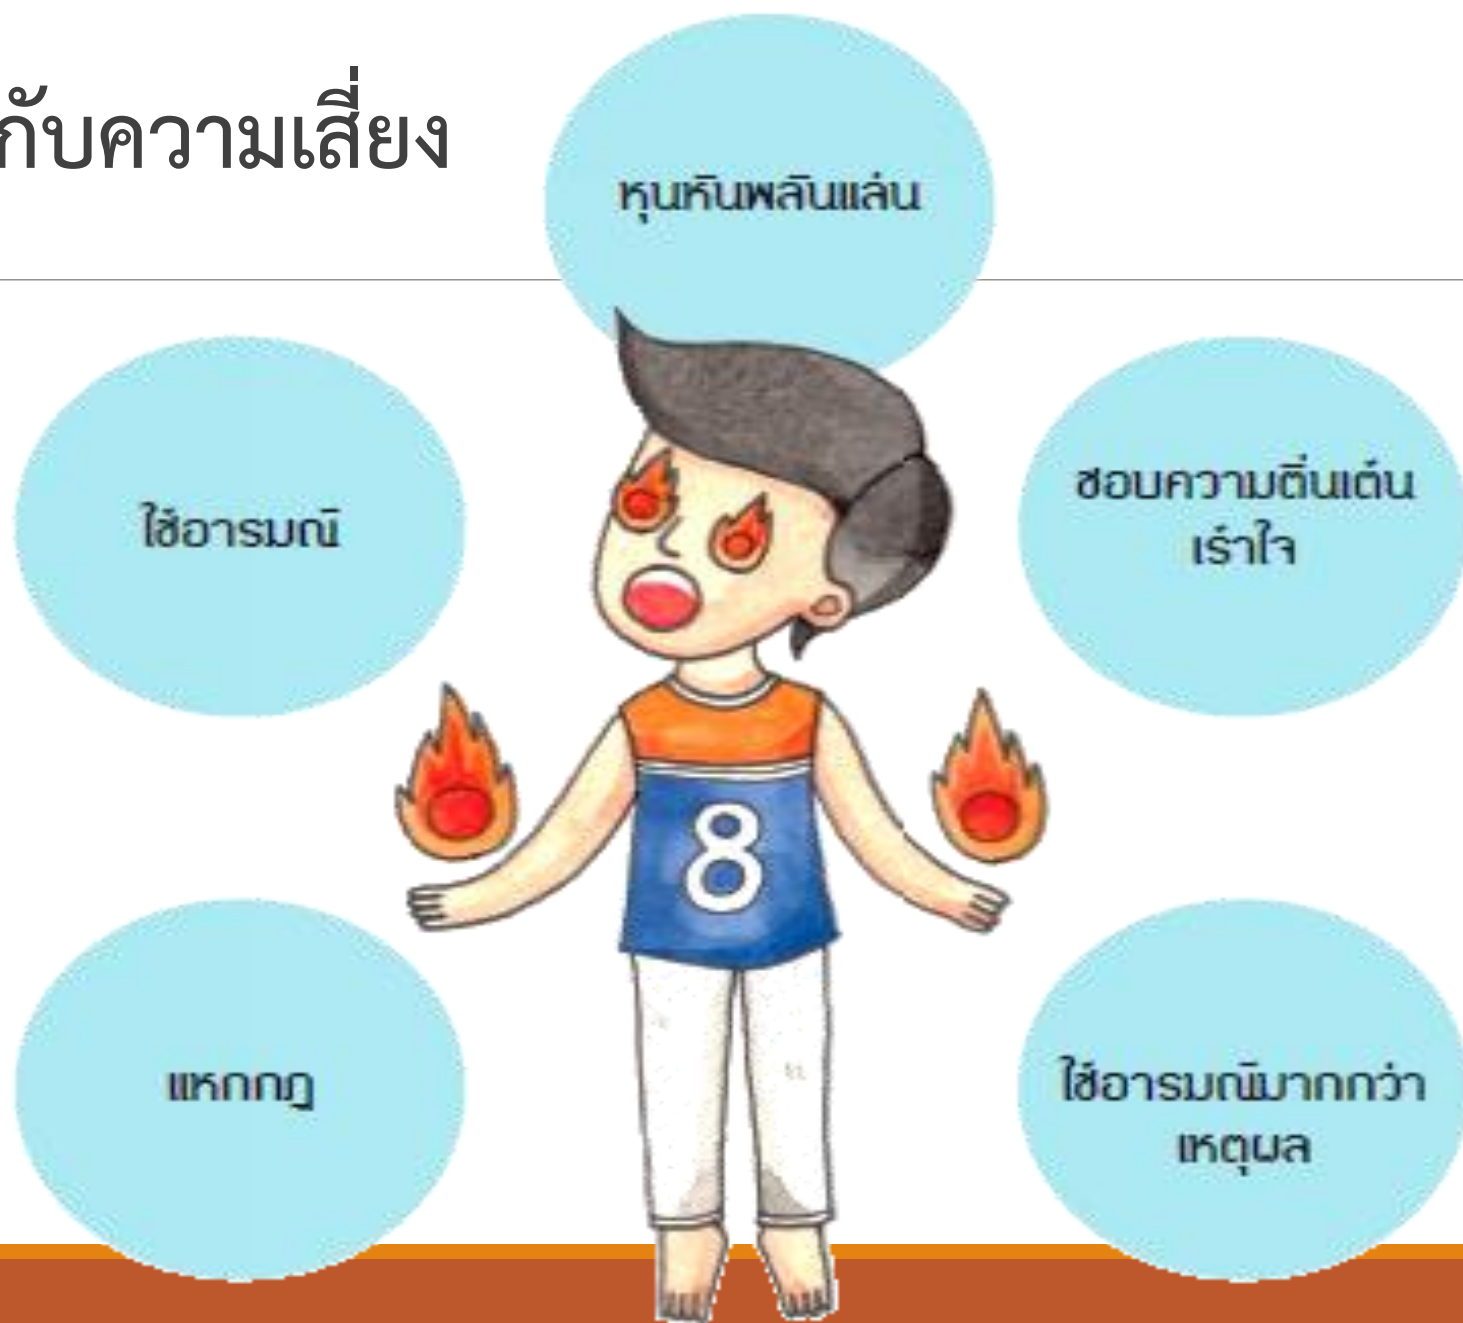 กับความเสี่ยง
หุนหันพลันแล่น
ใช้อารมณ์
ชอบความตื่นเต้น
เร้าใจ
8
แหกกฎ
ใช้อารมณ์มากกว่า
เหตุผล